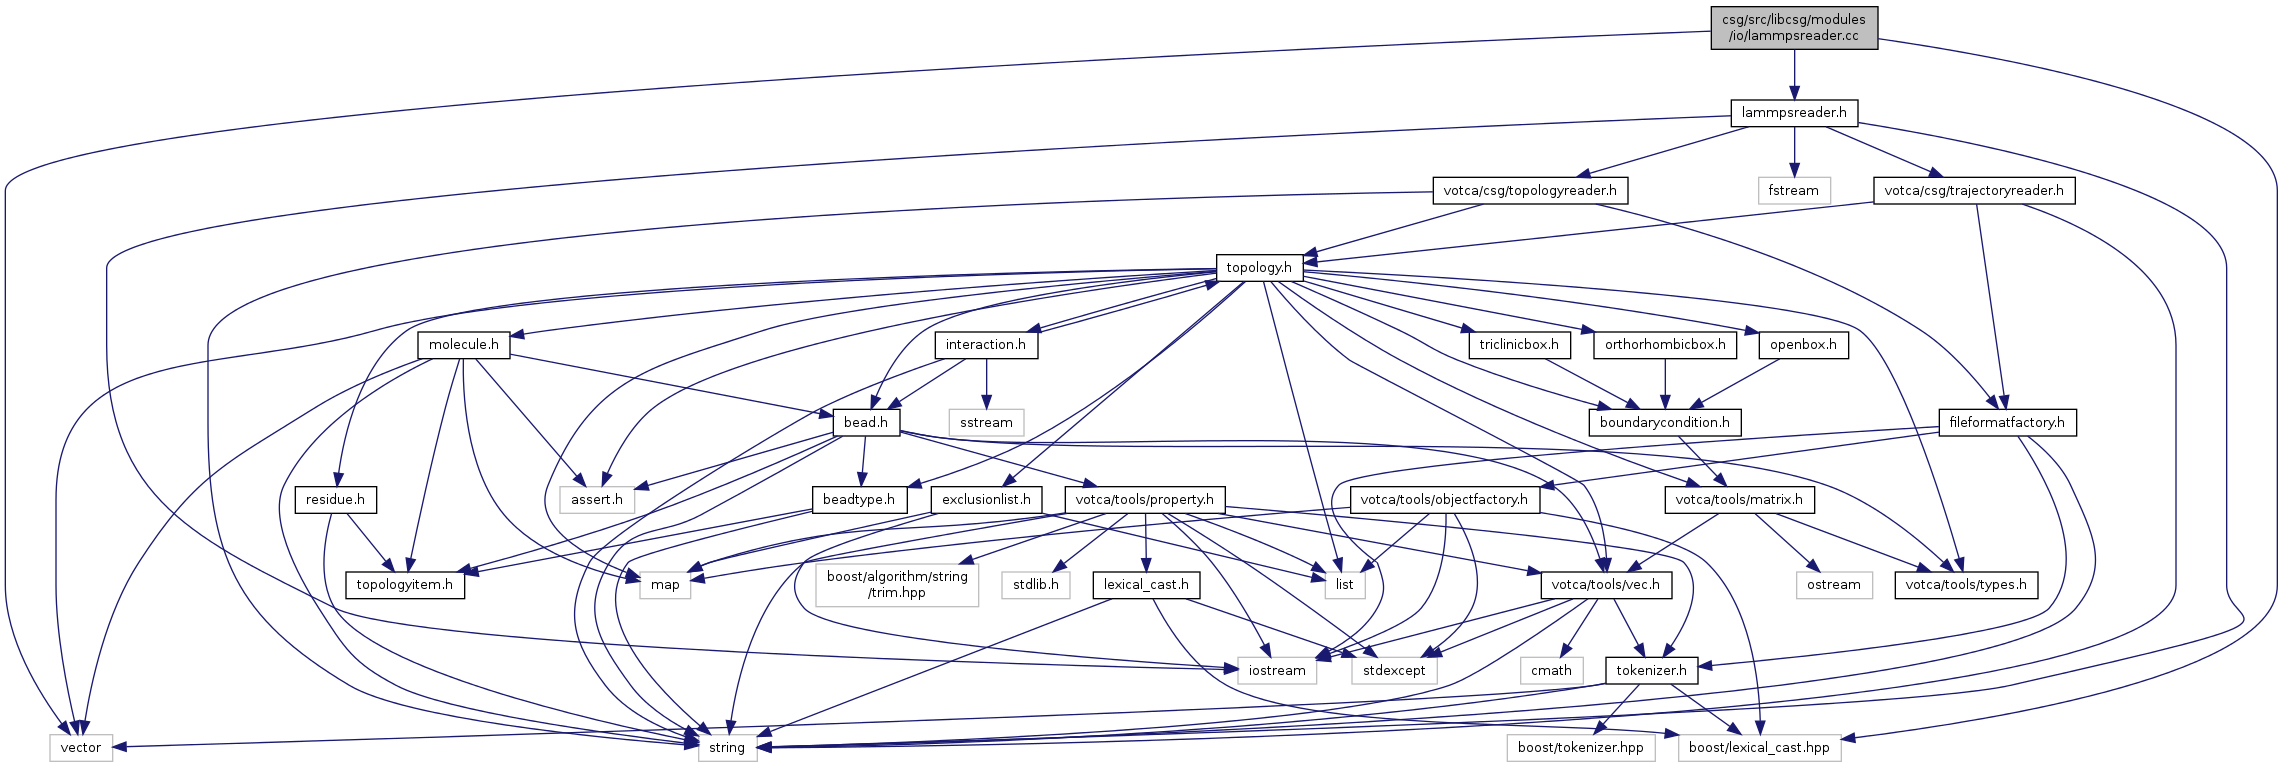 csg/src/libcsg/modules
/io/lammpsreader.cc
lammpsreader.h
votca/csg/topologyreader.h
fstream
votca/csg/trajectoryreader.h
topology.h
molecule.h
interaction.h
triclinicbox.h
orthorhombicbox.h
openbox.h
bead.h
sstream
boundarycondition.h
fileformatfactory.h
residue.h
assert.h
beadtype.h
exclusionlist.h
votca/tools/property.h
votca/tools/objectfactory.h
votca/tools/matrix.h
topologyitem.h
map
boost/algorithm/string
/trim.hpp
stdlib.h
lexical_cast.h
list
votca/tools/vec.h
ostream
votca/tools/types.h
iostream
stdexcept
cmath
tokenizer.h
vector
string
boost/tokenizer.hpp
boost/lexical_cast.hpp